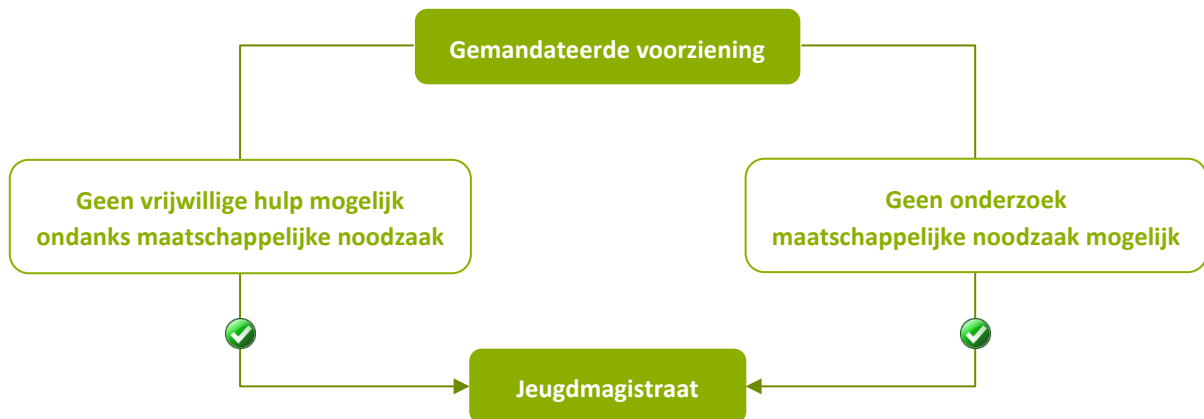 Gemandateerde voorziening
Geen vrijwillige hulp mogelijk
ondanks maatschappelijke noodzaak
Geen onderzoek
maatschappelijke noodzaak mogelijk
Jeugdmagistraat